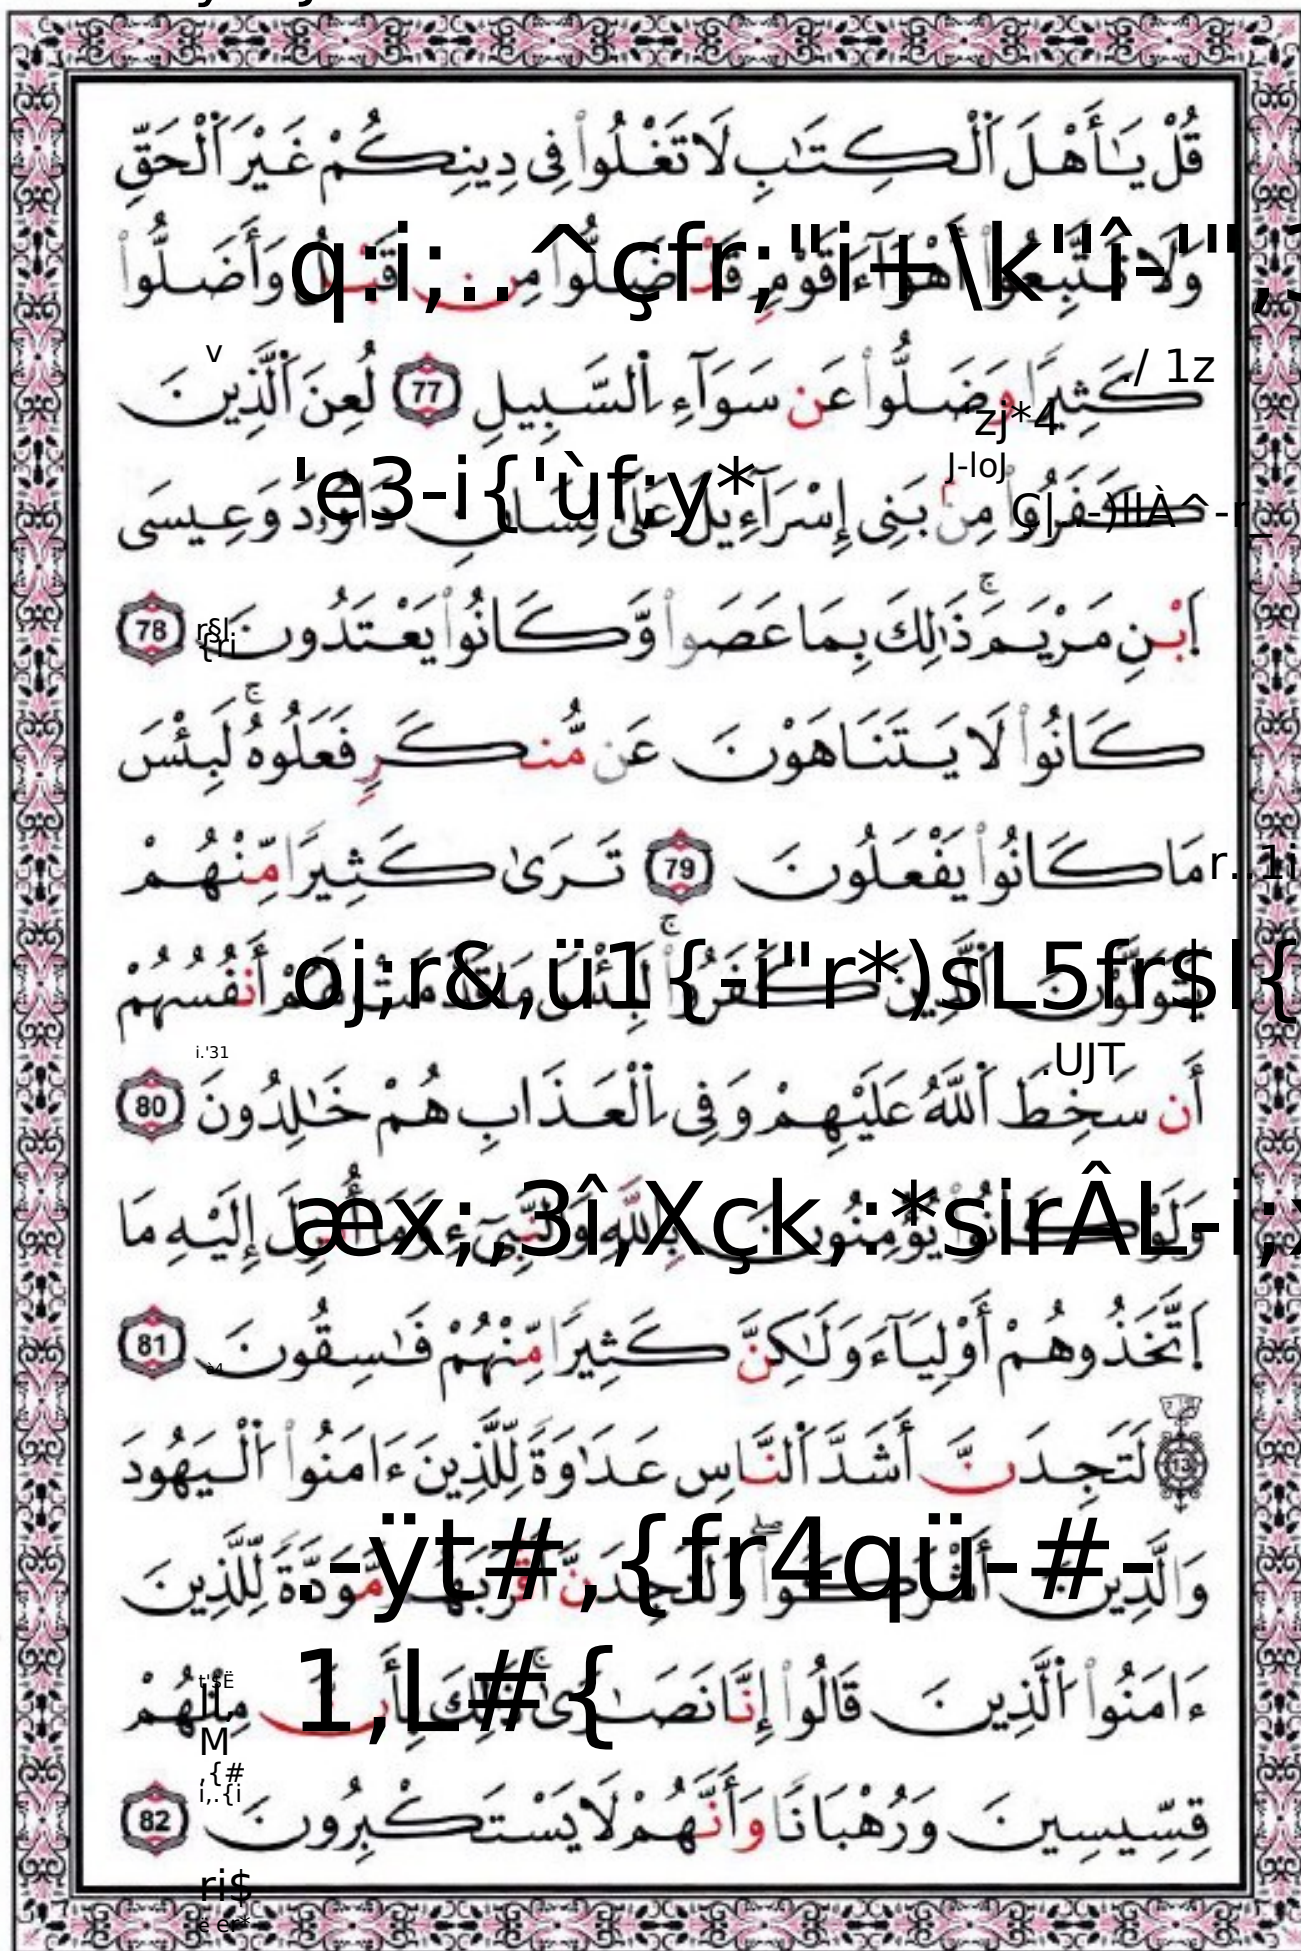 قُلْ يَـٰٓأَهْلَ ٱلْكِتَـٰبِ لَا تَغْلُوا۟ فِى دِينِكُمْ غَيْرَ ٱلْحَقِّ
وَلَا تَتَّبِعُوٓا۟ أَهْوَآءَ قَوْمٍ قَدْ ضَلُّوا۟ مِن قَبْلُ وَأَضَلُّوا۟
كَثِيرًا وَضَلُّوا۟ عَن سَوَآءِ ٱلسَّبِيلِ 77 لُعِنَ ٱلَّذِينَ
كَفَرُوا۟ مِنۢ بَنِى إِسْرَآءِيلَ عَلَىٰ لِسَانِ دَاوُۥدَ وَعِيسَى
ٱبْنِ مَرْيَمَ ۚ ذَٰلِكَ بِمَا عَصَوا۟ وَّكَانُوا۟ يَعْتَدُونَ 78
كَانُوا۟ لَا يَتَنَاهَوْنَ عَن مُّنكَرٍ فَعَلُوهُ ۚ لَبِئْسَ
مَا كَانُوا۟ يَفْعَلُونَ 79 تَرَىٰ كَثِيرًا مِّنْهُمْ
يَتَوَلَّوْنَ ٱلَّذِينَ كَفَرُوا۟ ۚ لَبِئْسَ مَا قَدَّمَتْ لَهُمْ أَنفُسُهُمْ
أَن سَخِطَ ٱللَّهُ عَلَيْهِمْ وَفِى ٱلْعَذَابِ هُمْ خَـٰلِدُونَ 80
وَلَوْ كَانُوا۟ يُؤْمِنُونَ بِٱللَّهِ وَٱلنَّبِىٓءِ وَمَا أُنزِلَ إِلَيْهِ مَا
ٱتَّخَذُوهُمْ أَوْلِيَآءَ وَلَـٰكِنَّ كَثِيرًا مِّنْهُمْ فَـٰسِقُونَ 81
13 لَتَجِدَنَّ أَشَدَّ ٱلنَّاسِ عَدَٰوَةً لِّلَّذِينَ ءَامَنُوا۟ ٱلْيَهُودَ
وَالَّذِينَ أَشْرَكُوا۟ ۖ وَلَتَجِدَنَّ أَقْرَبَهُم مَّوَدَّةً لِّلَّذِينَ
ءَامَنُوا۟ ٱلَّذِينَ قَالُوا۟ إِنَّا نَصَـٰرَىٰ ۚ ذَٰلِكَ بِأَنَّ مِنْهُمْ
قِسِّيسِينَ وَرُهْبَانًا وَأَنَّهُمْ لَا يَسْتَكْبِرُونَ 82